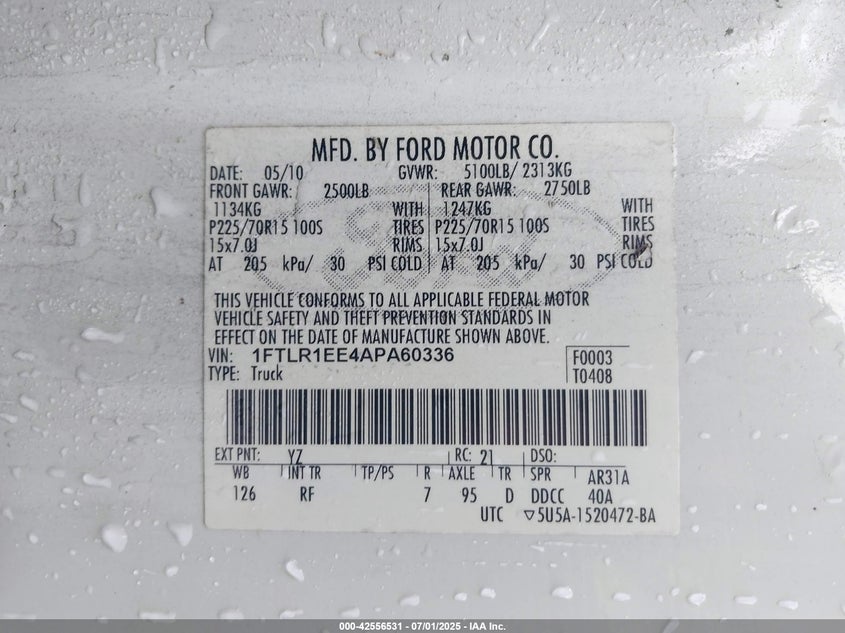 MFD. BY FORD MOTOR CO.
DATE: 05/10 GVWR: 5100LB/ 2313KG
FRONT GAWR: 2500LB REAR GAWR: 2750LB
1134KG WITH 1247KG WITH
P225/70R15 100S TIRES P225/70R15 100S TIRES
15x7.0J RIMS 15x7.0J RIMS
AT 205 kPa/ 30 PSI COLD AT 205 kPa/ 30 PSI COLD
THIS VEHICLE CONFORMS TO ALL APPLICABLE FEDERAL MOTOR
VEHICLE SAFETY AND THEFT PREVENTION STANDARDS IN
EFFECT ON THE DATE OF MANUFACTURE SHOWN ABOVE.
VIN: 1FTLR1EE4APA60336 F0003
TYPE: Truck T0408
EXT PNT: YZ RC: 21 DSO:
WB INT TR TP/PS R AXLE TR SPR AR31A
126 RF 7 95 D DDCC 40A
UTC ▽5U5A-1520472-BA
000-42556531 - 07/01/2025 - IAA Inc.